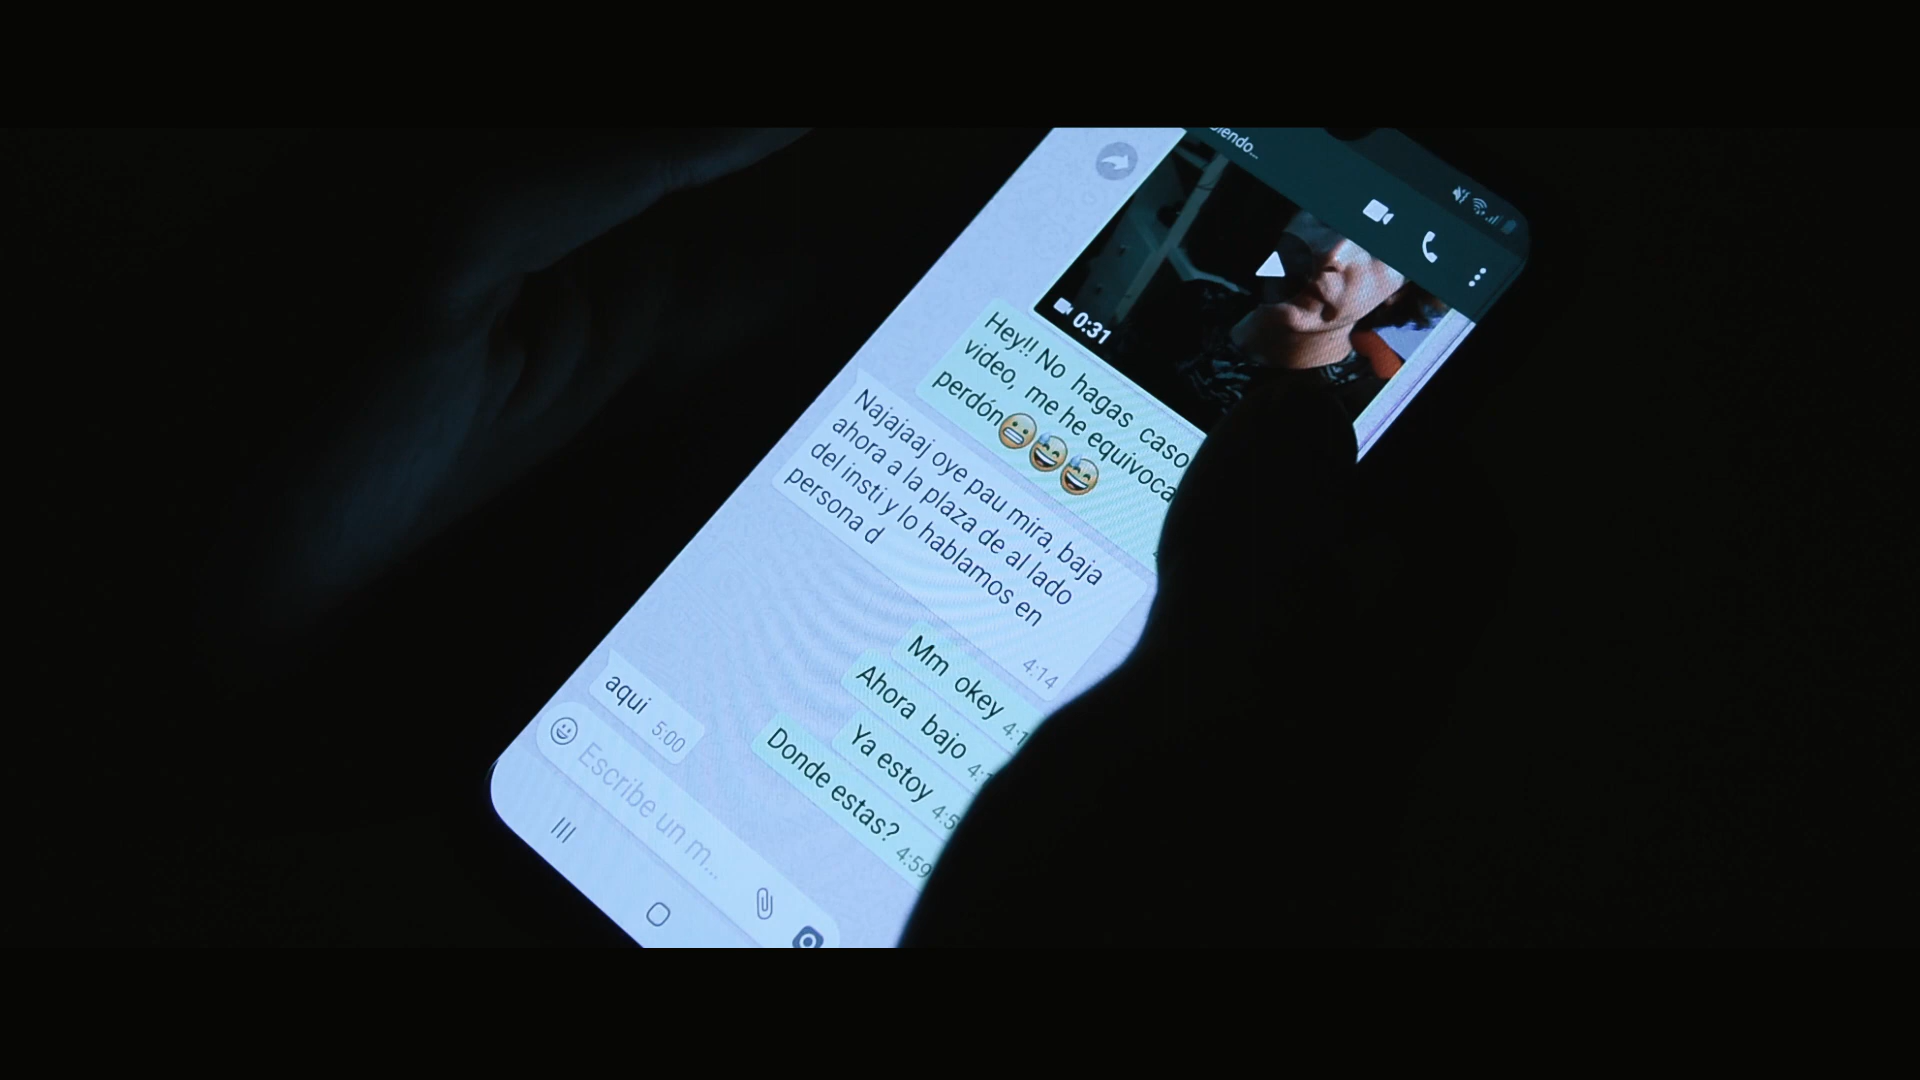 0:31
Hey!! No hagas caso
video, me he equivoca
perdón😬😅😅
Najajaaj oye pau mira, baja
ahora a la plaza de al lado
del insti y lo hablamos en
persona d
4:14
Mm okey
Ahora bajo
Ya estoy
Donde estas? 4:59
aqui 5:00
Escribe un m...